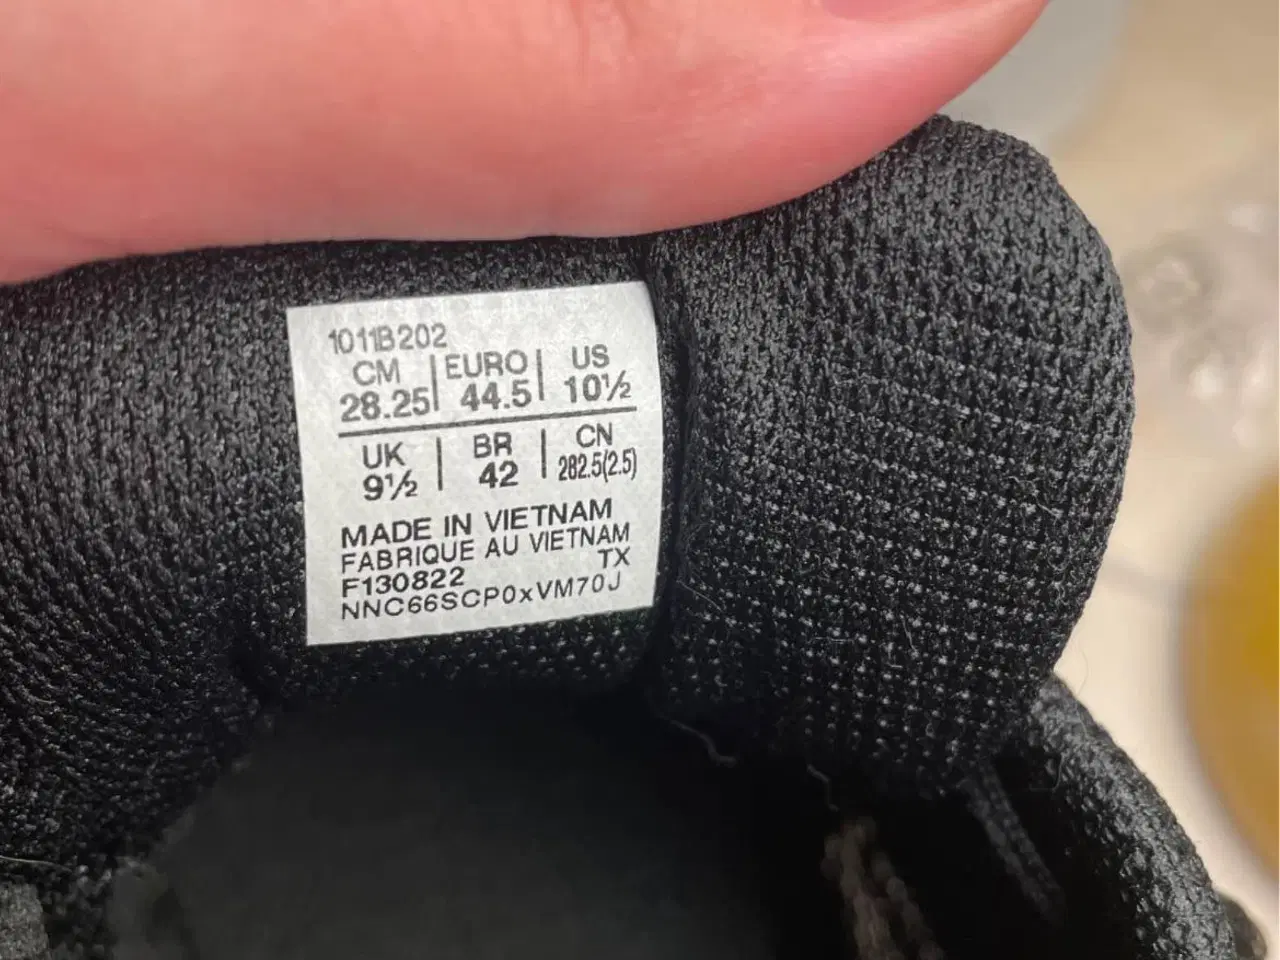 1011B202
CM | EURO | US
28.25 | 44.5 | 10½
UK | BR | CN
9½ | 42 | 282.5(2.5)
MADE IN VIETNAM
FABRIQUE AU VIETNAM
F130822 TX
NNC66SCP0xVM70J